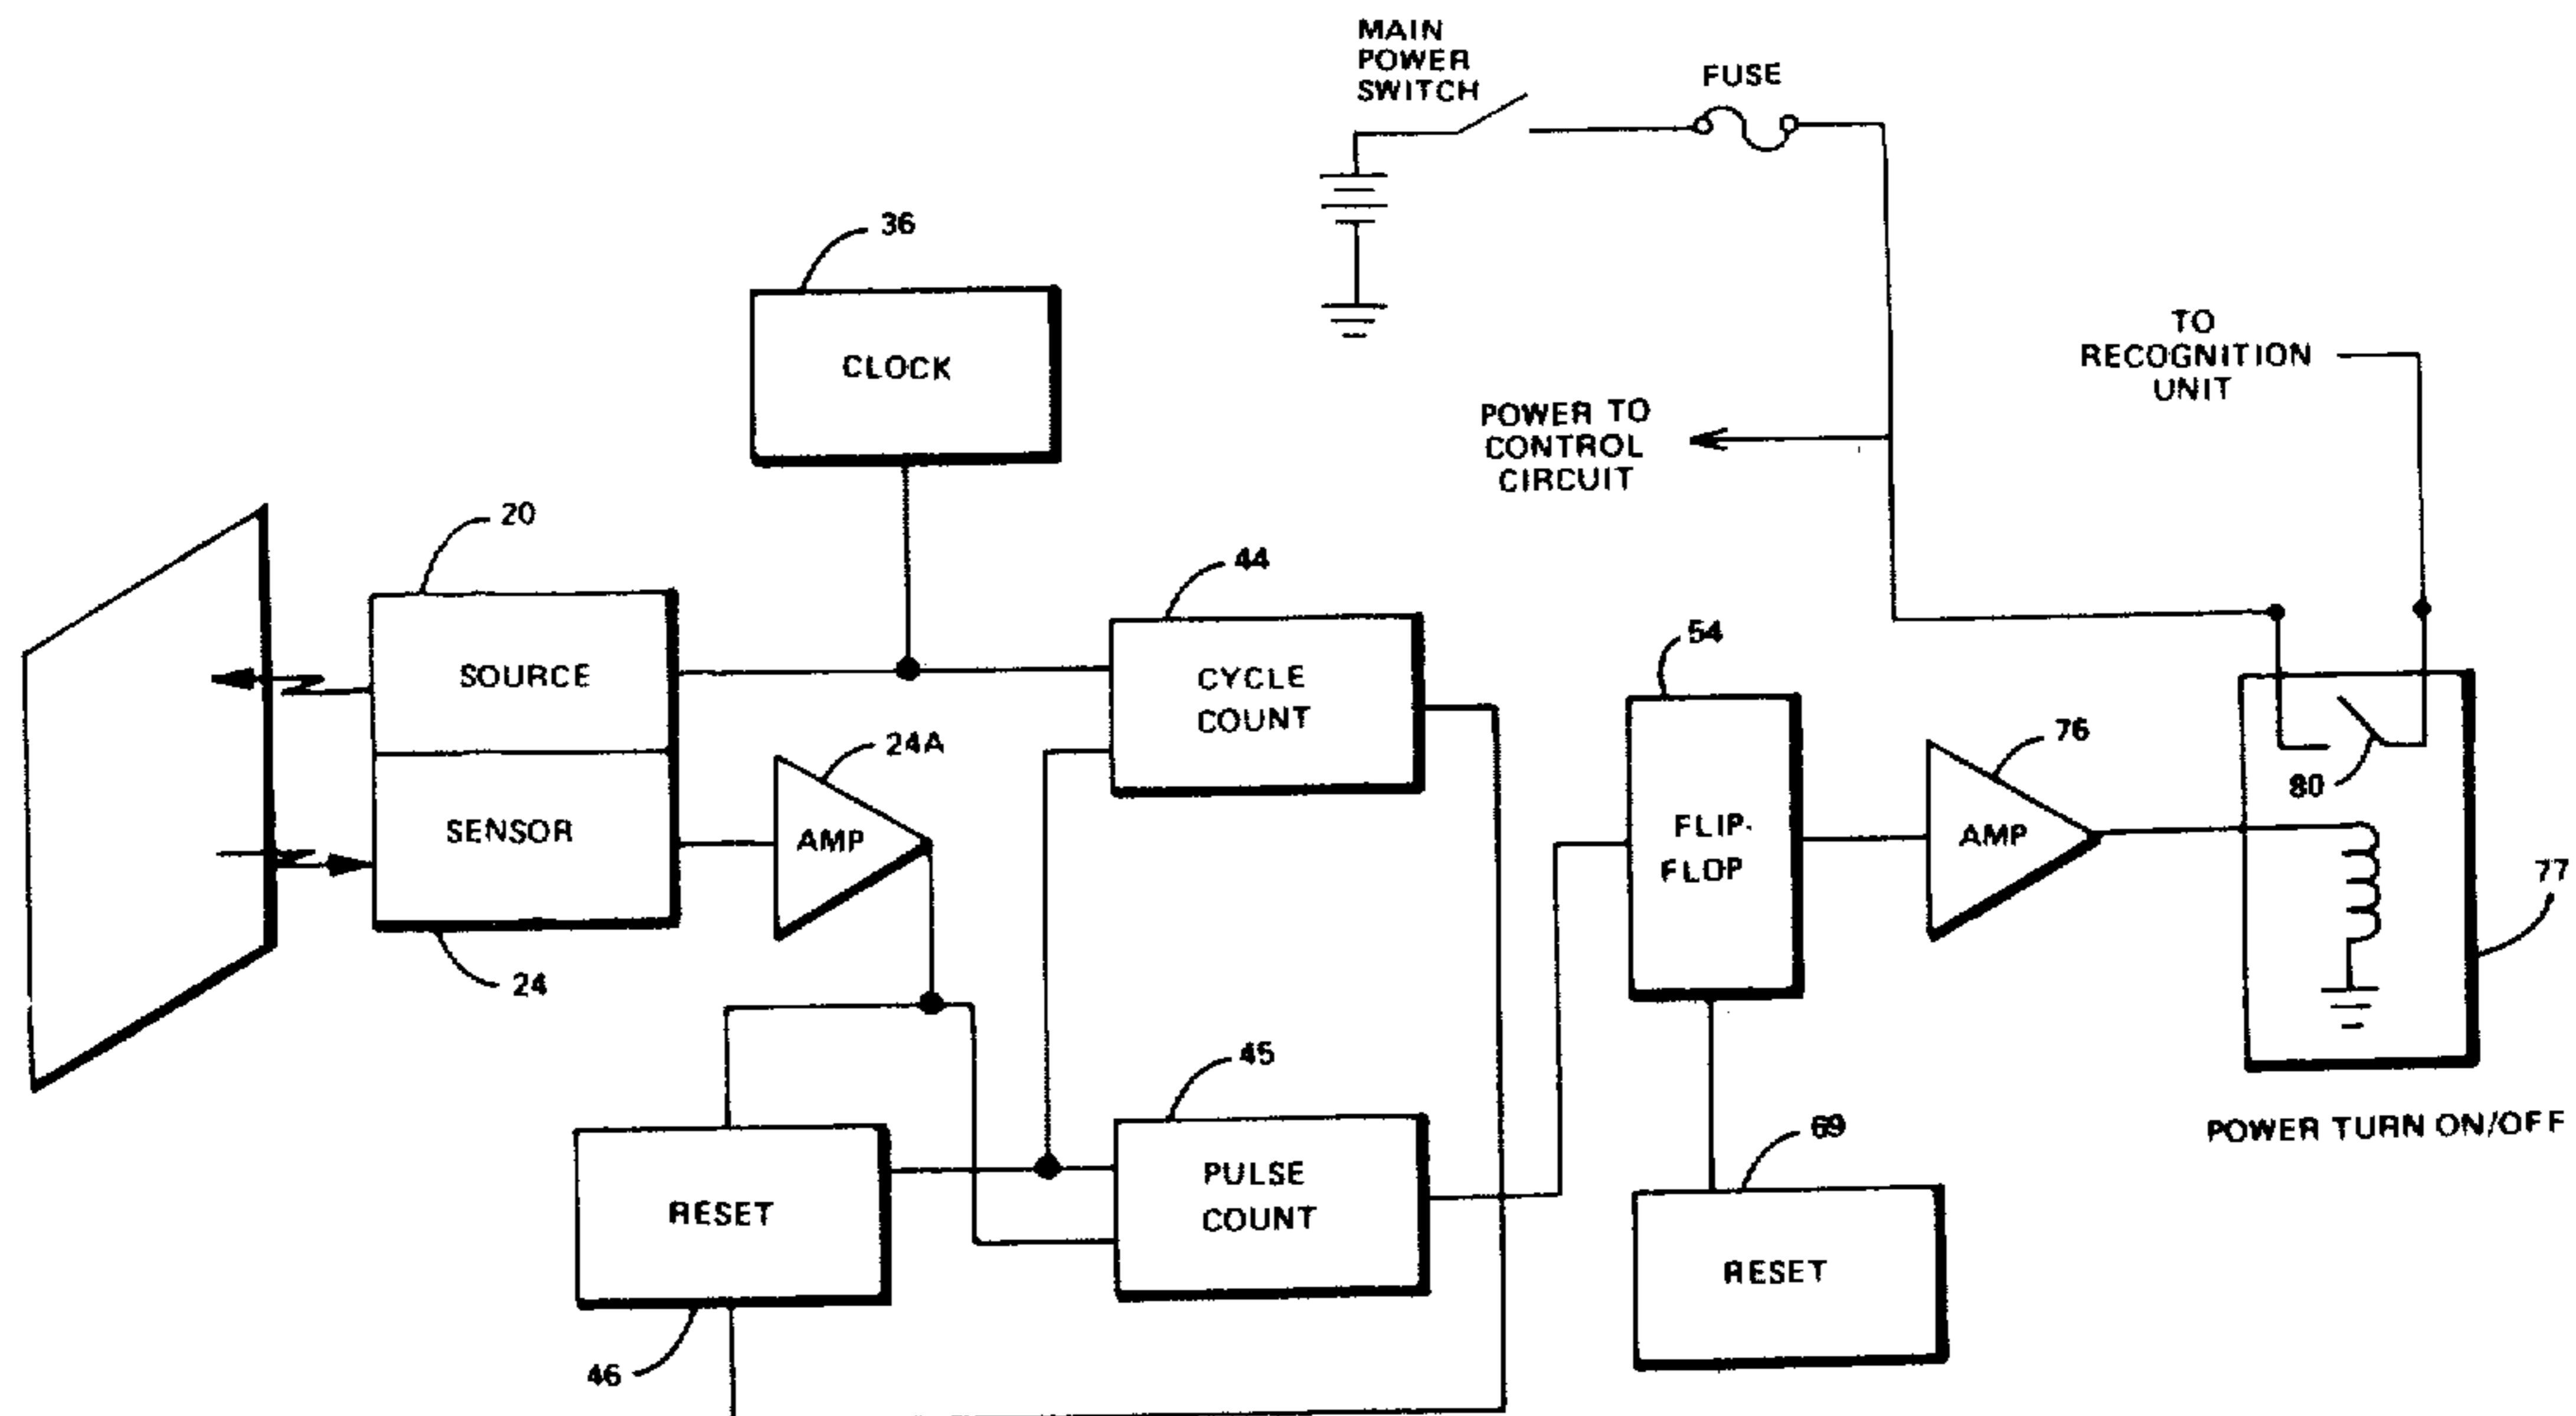 MAIN
POWER
SWITCH
FUSE
36
CLOCK
TO
RECOGNITION
UNIT
POWER TO
CONTROL
CIRCUIT
20
SOURCE
44
CYCLE
COUNT
24A
AMP
SENSOR
24
54
FLIP-
FLOP
76
AMP
80
77
POWER TURN ON/OFF
45
PULSE
COUNT
RESET
46
69
RESET